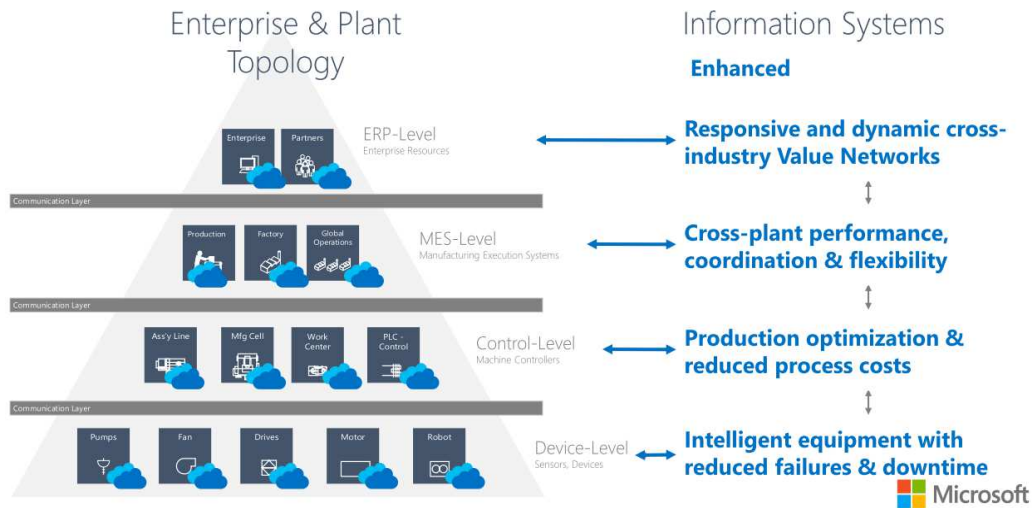 Enterprise & Plant
Topology
Information Systems
Enhanced
Enterprise
Partners
ERP-Level
Enterprise Resources
Responsive and dynamic cross-
industry Value Networks
Communication Layer
Production
Factory
Global
Operations
MES-Level
Manufacturing Execution Systems
Cross-plant performance,
coordination & flexibility
Communication Layer
Ass'y Line
Mfg Cell
Work
Center
PLC -
Control
Control-Level
Machine Controllers
Production optimization &
reduced process costs
Communication Layer
Pumps
Fan
Drives
Motor
Robot
Device-Level
Sensors, Devices
Intelligent equipment with
reduced failures & downtime
Microsoft